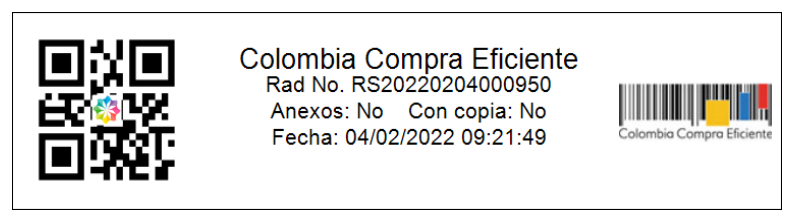 Colombia Compra Eficiente
Rad No. RS20220204000950
Anexos: No Con copia: No
Fecha: 04/02/2022 09:21:49
Colombia Compra Eficiente